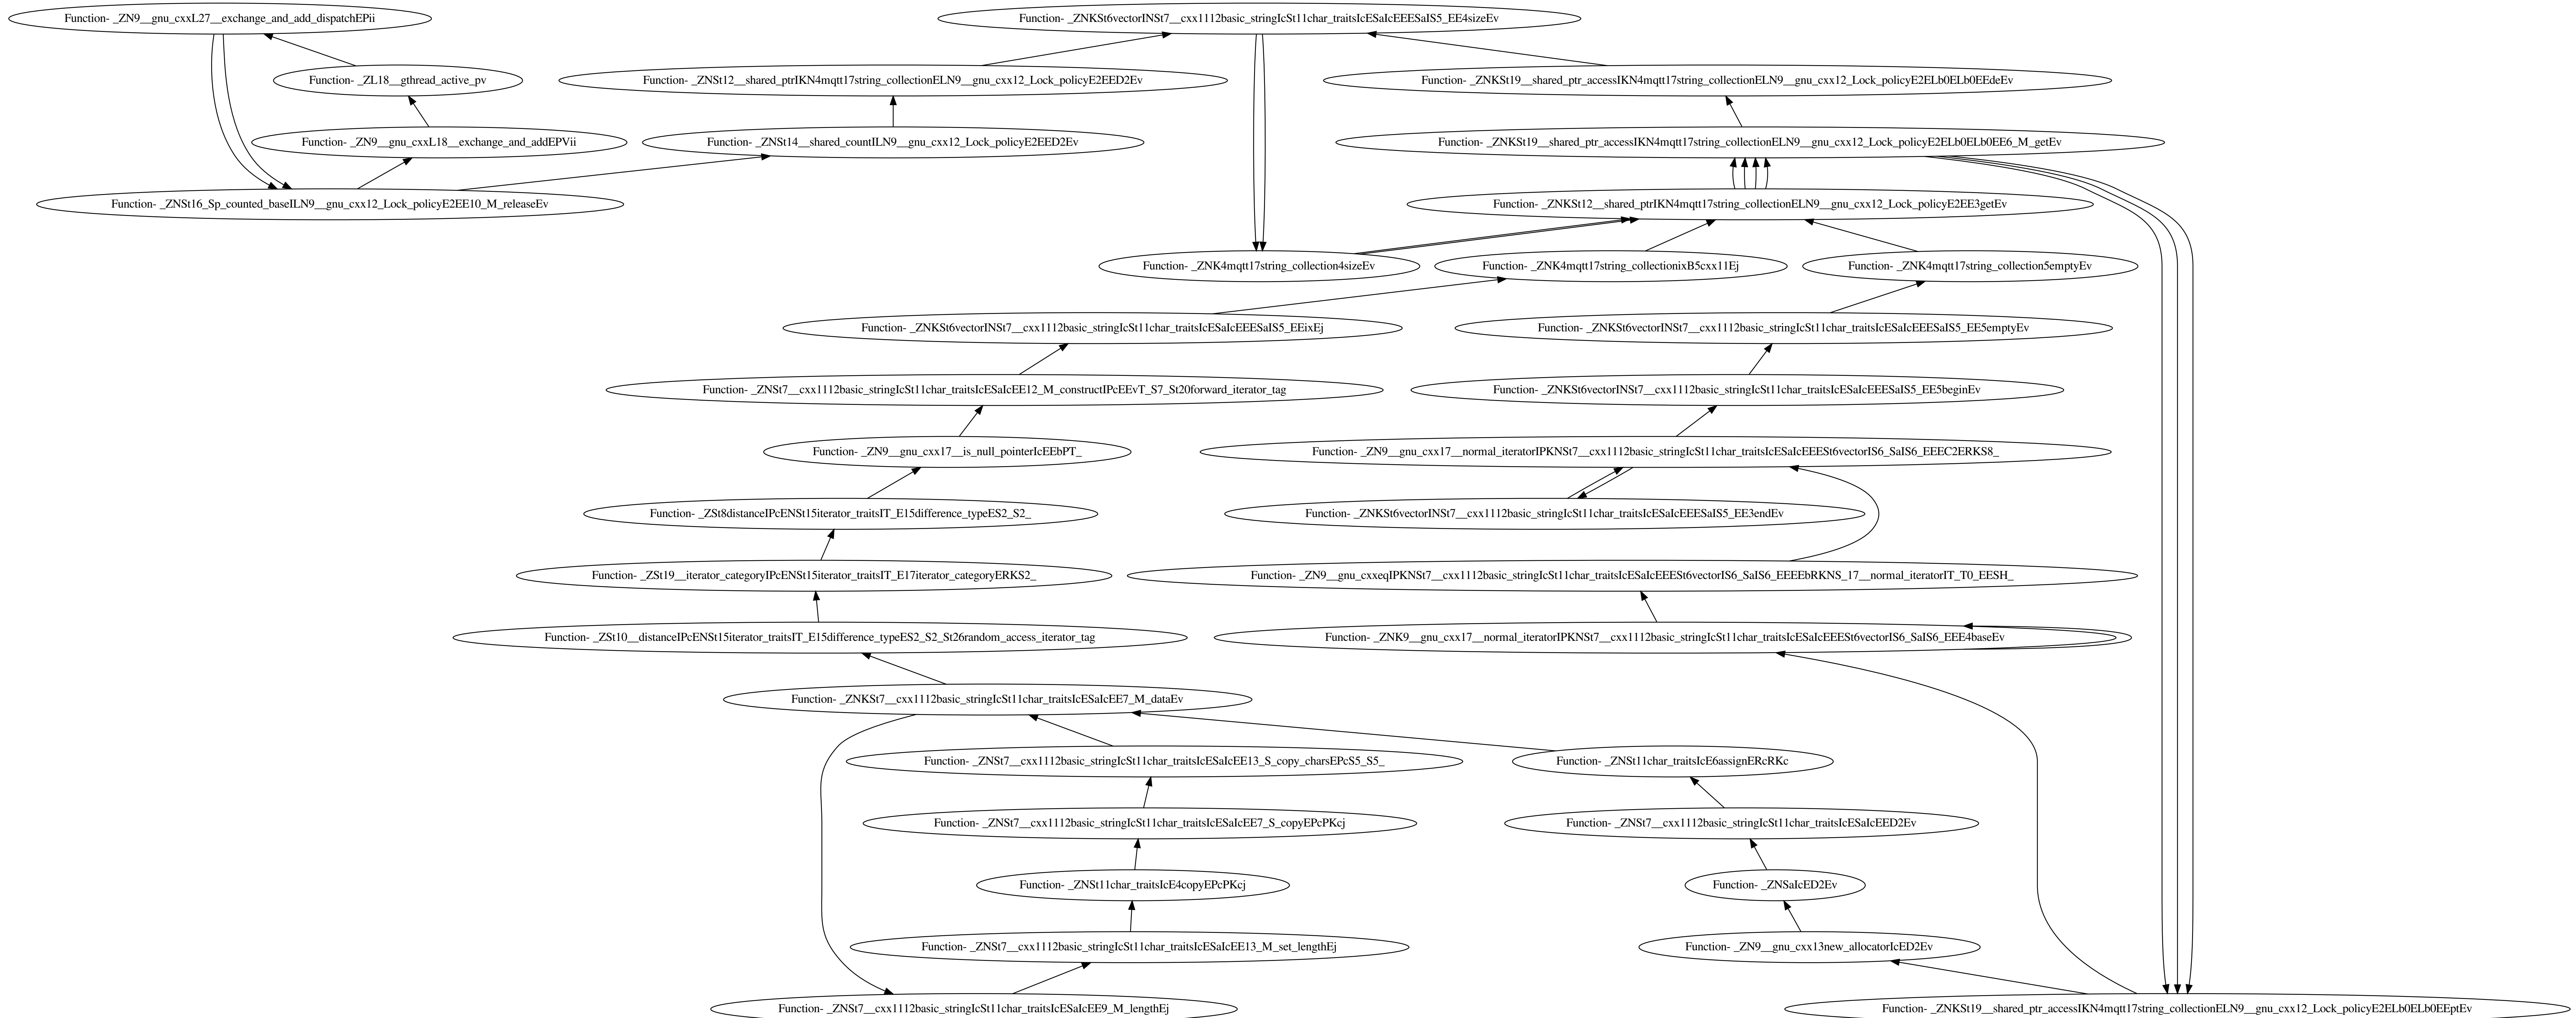 Function- _ZN9__gnu_cxxL27__exchange_and_add_dispatchEPii
Function- _ZNKSt6vectorINSt7__cxx1112basic_stringIcSt11char_traitsIcESaIcEEESaIS5_EE4sizeEv
Function- _ZL18__gthread_active_pv
Function- _ZNSt12__shared_ptrIKN4mqtt17string_collectionELN9__gnu_cxx12_Lock_policyE2EED2Ev
Function- _ZNKSt19__shared_ptr_accessIKN4mqtt17string_collectionELN9__gnu_cxx12_Lock_policyE2ELb0ELb0EEdeEv
Function- _ZN9__gnu_cxxL18__exchange_and_addEPVii
Function- _ZNSt14__shared_countILN9__gnu_cxx12_Lock_policyE2EED2Ev
Function- _ZNKSt19__shared_ptr_accessIKN4mqtt17string_collectionELN9__gnu_cxx12_Lock_policyE2ELb0ELb0EE6_M_getEv
Function- _ZNSt16_Sp_counted_baseILN9__gnu_cxx12_Lock_policyE2EE10_M_releaseEv
Function- _ZNKSt12__shared_ptrIKN4mqtt17string_collectionELN9__gnu_cxx12_Lock_policyE2EE3getEv
Function- _ZNK4mqtt17string_collection4sizeEv
Function- _ZNK4mqtt17string_collectionixB5cxx11Ej
Function- _ZNK4mqtt17string_collection5emptyEv
Function- _ZNKSt6vectorINSt7__cxx1112basic_stringIcSt11char_traitsIcESaIcEEESaIS5_EEixEj
Function- _ZNKSt6vectorINSt7__cxx1112basic_stringIcSt11char_traitsIcESaIcEEESaIS5_EE5emptyEv
Function- _ZNSt7__cxx1112basic_stringIcSt11char_traitsIcESaIcEE12_M_constructIPcEEvT_S7_St20forward_iterator_tag
Function- _ZNKSt6vectorINSt7__cxx1112basic_stringIcSt11char_traitsIcESaIcEEESaIS5_EE5beginEv
Function- _ZN9__gnu_cxx17__is_null_pointerIcEEbPT_
Function- _ZN9__gnu_cxx17__normal_iteratorIPKNSt7__cxx1112basic_stringIcSt11char_traitsIcESaIcEEESt6vectorIS6_SaIS6_EEEC2ERKS8_
Function- _ZSt8distanceIPcENSt15iterator_traitsIT_E15difference_typeES2_S2_
Function- _ZNKSt6vectorINSt7__cxx1112basic_stringIcSt11char_traitsIcESaIcEEESaIS5_EE3endEv
Function- _ZSt19__iterator_categoryIPcENSt15iterator_traitsIT_E17iterator_categoryERKS2_
Function- _ZN9__gnu_cxxeqIPKNSt7__cxx1112basic_stringIcSt11char_traitsIcESaIcEEESt6vectorIS6_SaIS6_EEEEbRKNS_17__normal_iteratorIT_T0_EESH_
Function- _ZSt10__distanceIPcENSt15iterator_traitsIT_E15difference_typeES2_S2_St26random_access_iterator_tag
Function- _ZNK9__gnu_cxx17__normal_iteratorIPKNSt7__cxx1112basic_stringIcSt11char_traitsIcESaIcEEESt6vectorIS6_SaIS6_EEE4baseEv
Function- _ZNKSt7__cxx1112basic_stringIcSt11char_traitsIcESaIcEE7_M_dataEv
Function- _ZNSt7__cxx1112basic_stringIcSt11char_traitsIcESaIcEE13_S_copy_charsEPcS5_S5_
Function- _ZNSt11char_traitsIcE6assignERcRKc
Function- _ZNSt7__cxx1112basic_stringIcSt11char_traitsIcESaIcEE7_S_copyEPcPKcj
Function- _ZNSt7__cxx1112basic_stringIcSt11char_traitsIcESaIcEED2Ev
Function- _ZNSt11char_traitsIcE4copyEPcPKcj
Function- _ZNSaIcED2Ev
Function- _ZNSt7__cxx1112basic_stringIcSt11char_traitsIcESaIcEE13_M_set_lengthEj
Function- _ZN9__gnu_cxx13new_allocatorIcED2Ev
Function- _ZNSt7__cxx1112basic_stringIcSt11char_traitsIcESaIcEE9_M_lengthEj
Function- _ZNKSt19__shared_ptr_accessIKN4mqtt17string_collectionELN9__gnu_cxx12_Lock_policyE2ELb0ELb0EEptEv